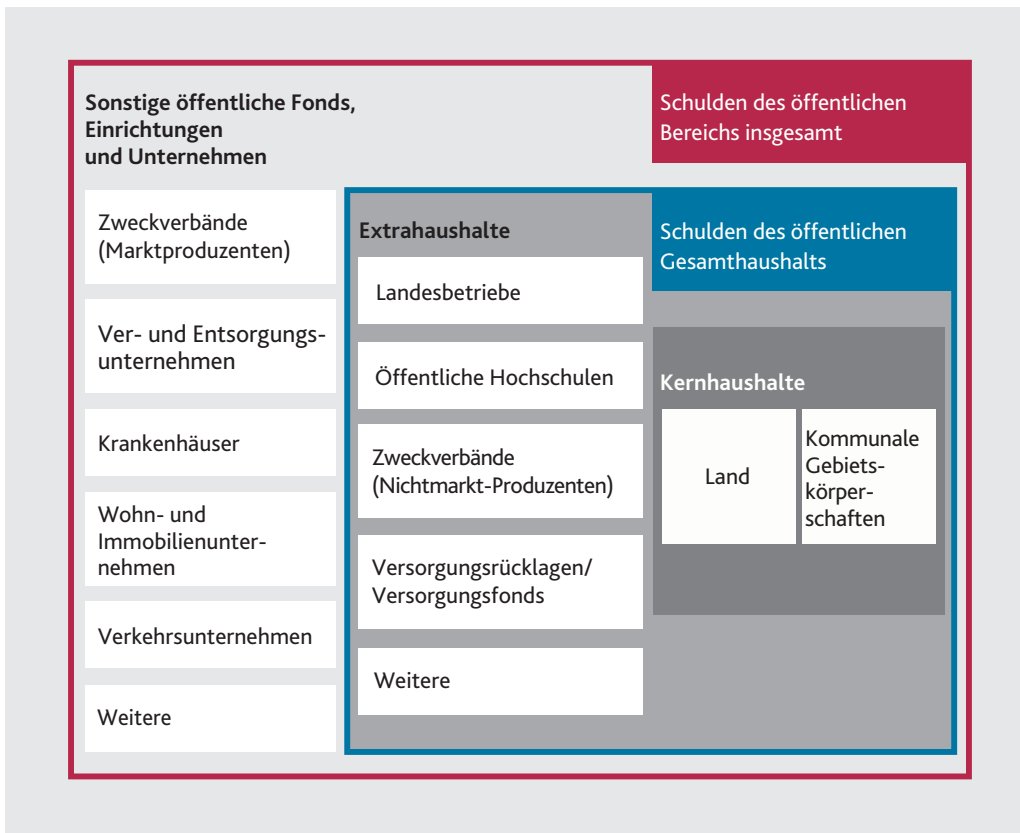 Sonstige öffentliche Fonds,
Einrichtungen
und Unternehmen
Schulden des öffentlichen
Bereichs insgesamt
Zweckverbände
(Marktproduzenten)
Ver- und Entsorgungs-
unternehmen
Krankenhäuser
Wohn- und
Immobilienunter-
nehmen
Verkehrsunternehmen
Weitere
Extrahaushalte
Landesbetriebe
Öffentliche Hochschulen
Zweckverbände
(Nichtmarkt-Produzenten)
Versorgungsrücklagen/
Versorgungsfonds
Weitere
Schulden des öffentlichen
Gesamthaushalts
Kernhaushalte
Land
Kommunale
Gebiets-
körper-
schaften